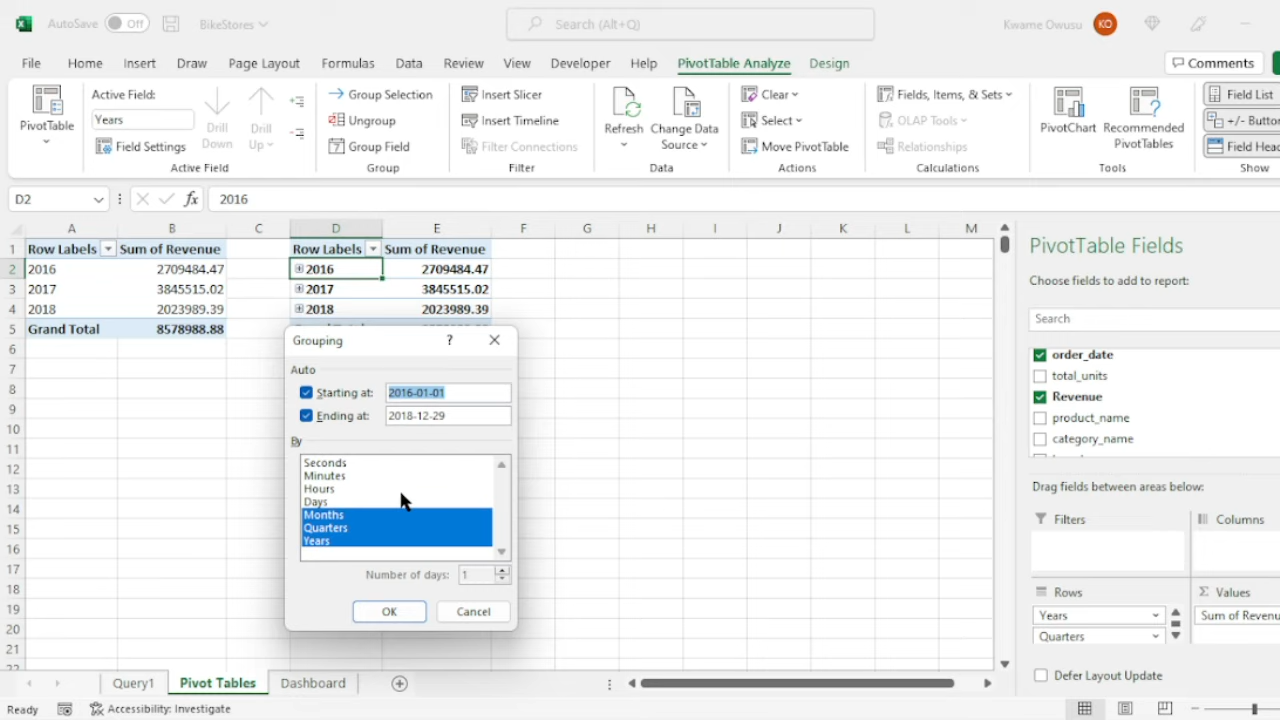 AutoSave Off BikeStores Search (Alt+Q) Kwame Owusu KO
File Home Insert Draw Page Layout Formulas Data Review View Developer Help PivotTable Analyze Design Comments
PivotTable
Active Field:
Years
Field Settings
Drill Down
Drill Up
Active Field
Group Selection
Ungroup
Group Field
Group
Insert Slicer
Insert Timeline
Filter Connections
Filter
Refresh
Change Data Source
Data
Clear
Select
Move PivotTable
Actions
Fields, Items, & Sets
OLAP Tools
Relationships
Calculations
PivotChart
Recommended PivotTables
Tools
Field List
+/- Button
Field Head
Show
D2 fx 2016
A B C D E F G H I J K L M
1 Row Labels Sum of Revenue Row Labels Sum of Revenue
2 2016 2709484.47 2016 2709484.47
3 2017 3845515.02 2017 3845515.02
4 2018 2023989.39 2018 2023989.39
5 Grand Total 8578988.88
6
7
8
9
10
11
12
13
14
15
16
17
18
19
20
21
22
Grouping ?
Auto
Starting at: 2016-01-01
Ending at: 2018-12-29
By
Seconds
Minutes
Hours
Days
Months
Quarters
Years
Number of days: 1
OK Cancel
PivotTable Fields
Choose fields to add to report:
Search
order_date
total_units
Revenue
product_name
category_name
Drag fields between areas below:
Filters Columns
Rows Σ Values
Years Sum of Revenu
Quarters
Defer Layout Update
Query1 Pivot Tables Dashboard
Ready Accessibility: Investigate